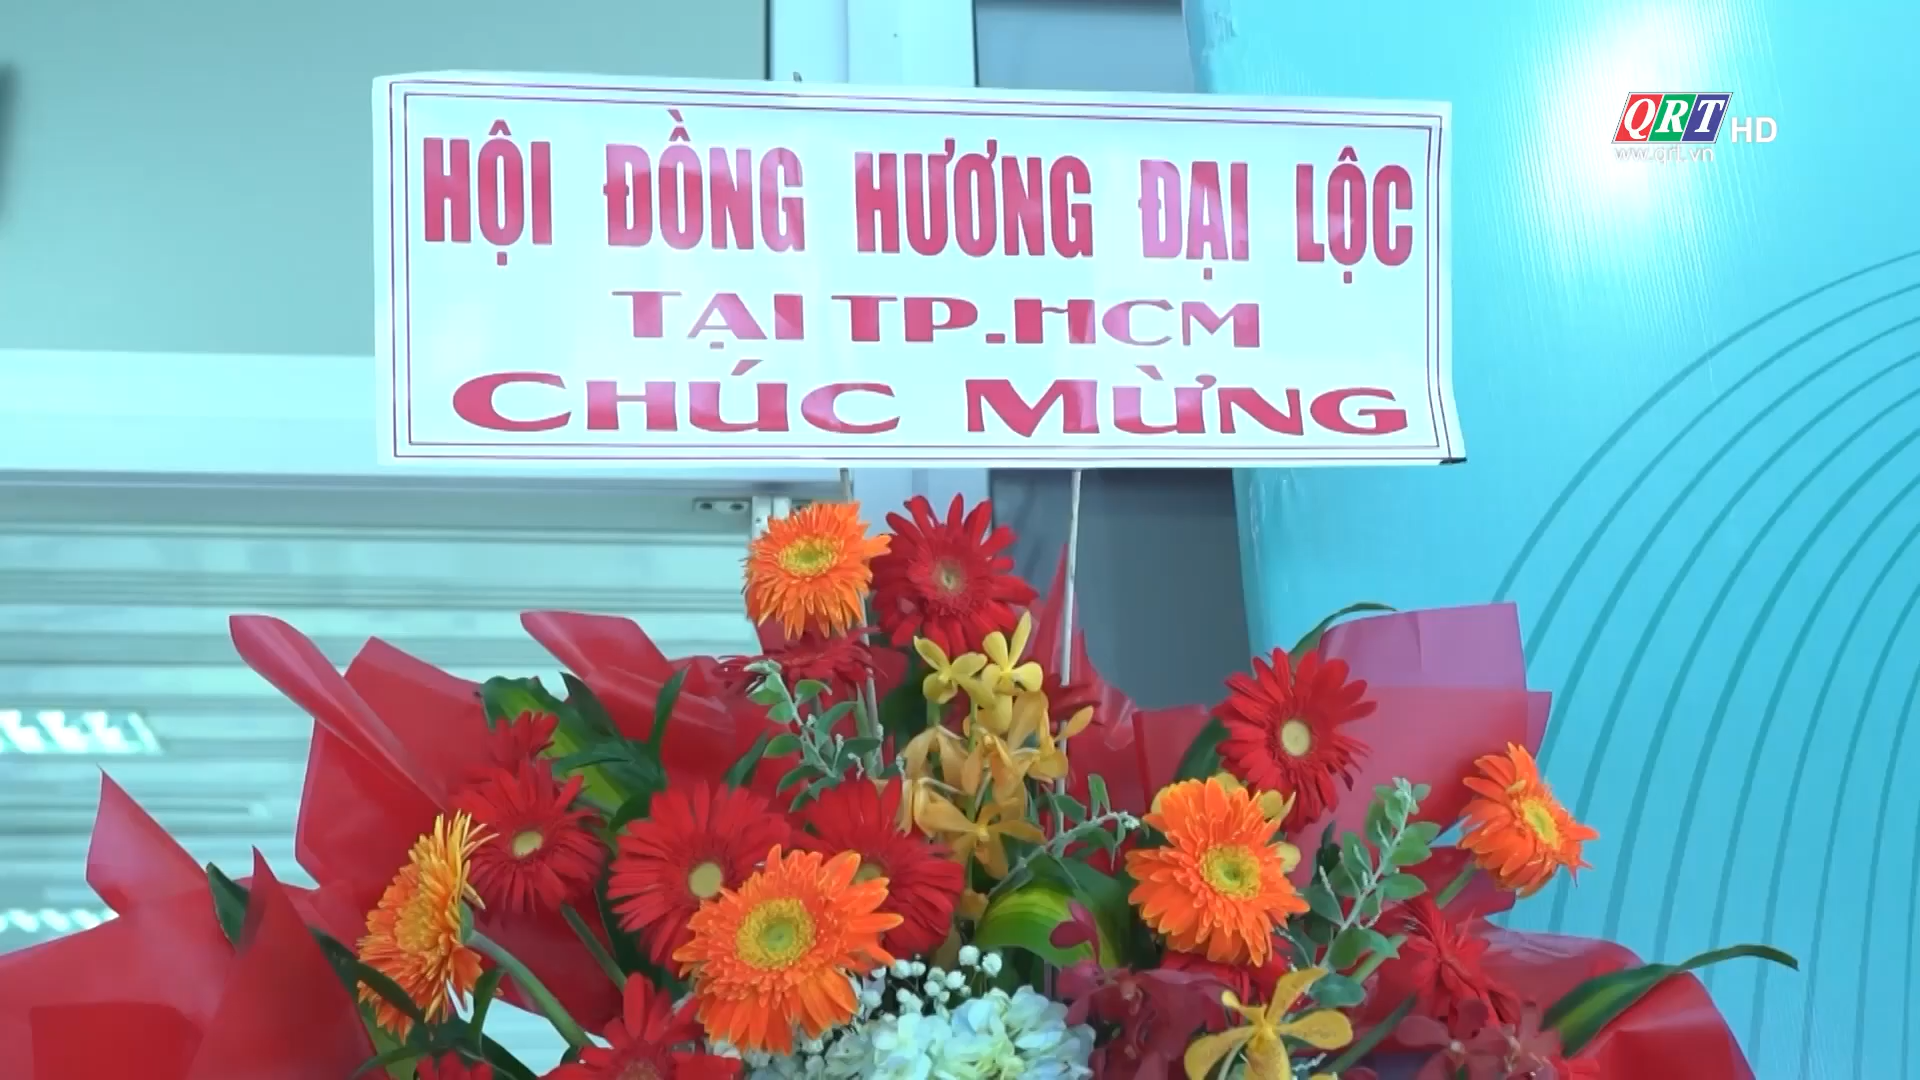 HỘI ĐỒNG HƯƠNG ĐẠI LỘC
TẠI TP.HCM
CHÚC MỪNG
QRT HD
www.qrt.vn